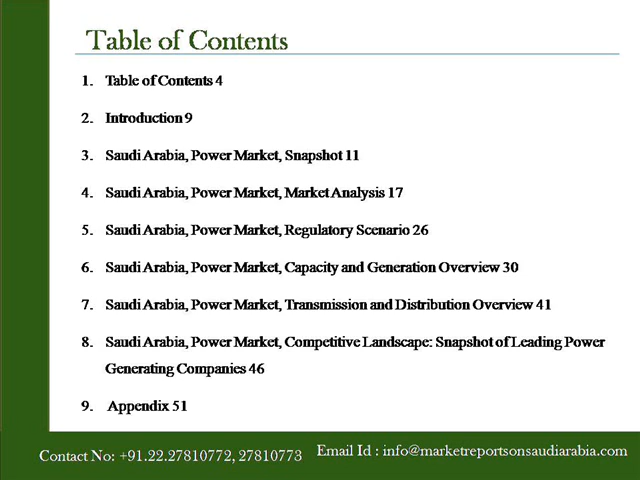 Table of Contents
1. Table of Contents 4
2. Introduction 9
3. Saudi Arabia, Power Market, Snapshot 11
4. Saudi Arabia, Power Market, Market Analysis 17
5. Saudi Arabia, Power Market, Regulatory Scenario 26
6. Saudi Arabia, Power Market, Capacity and Generation Overview 30
7. Saudi Arabia, Power Market, Transmission and Distribution Overview 41
8. Saudi Arabia, Power Market, Competitive Landscape: Snapshot of Leading Power
Generating Companies 46
9. Appendix 51
Contact No: +91.22.27810772, 27810773 Email Id : info@marketreportsonsaudiarabia.com